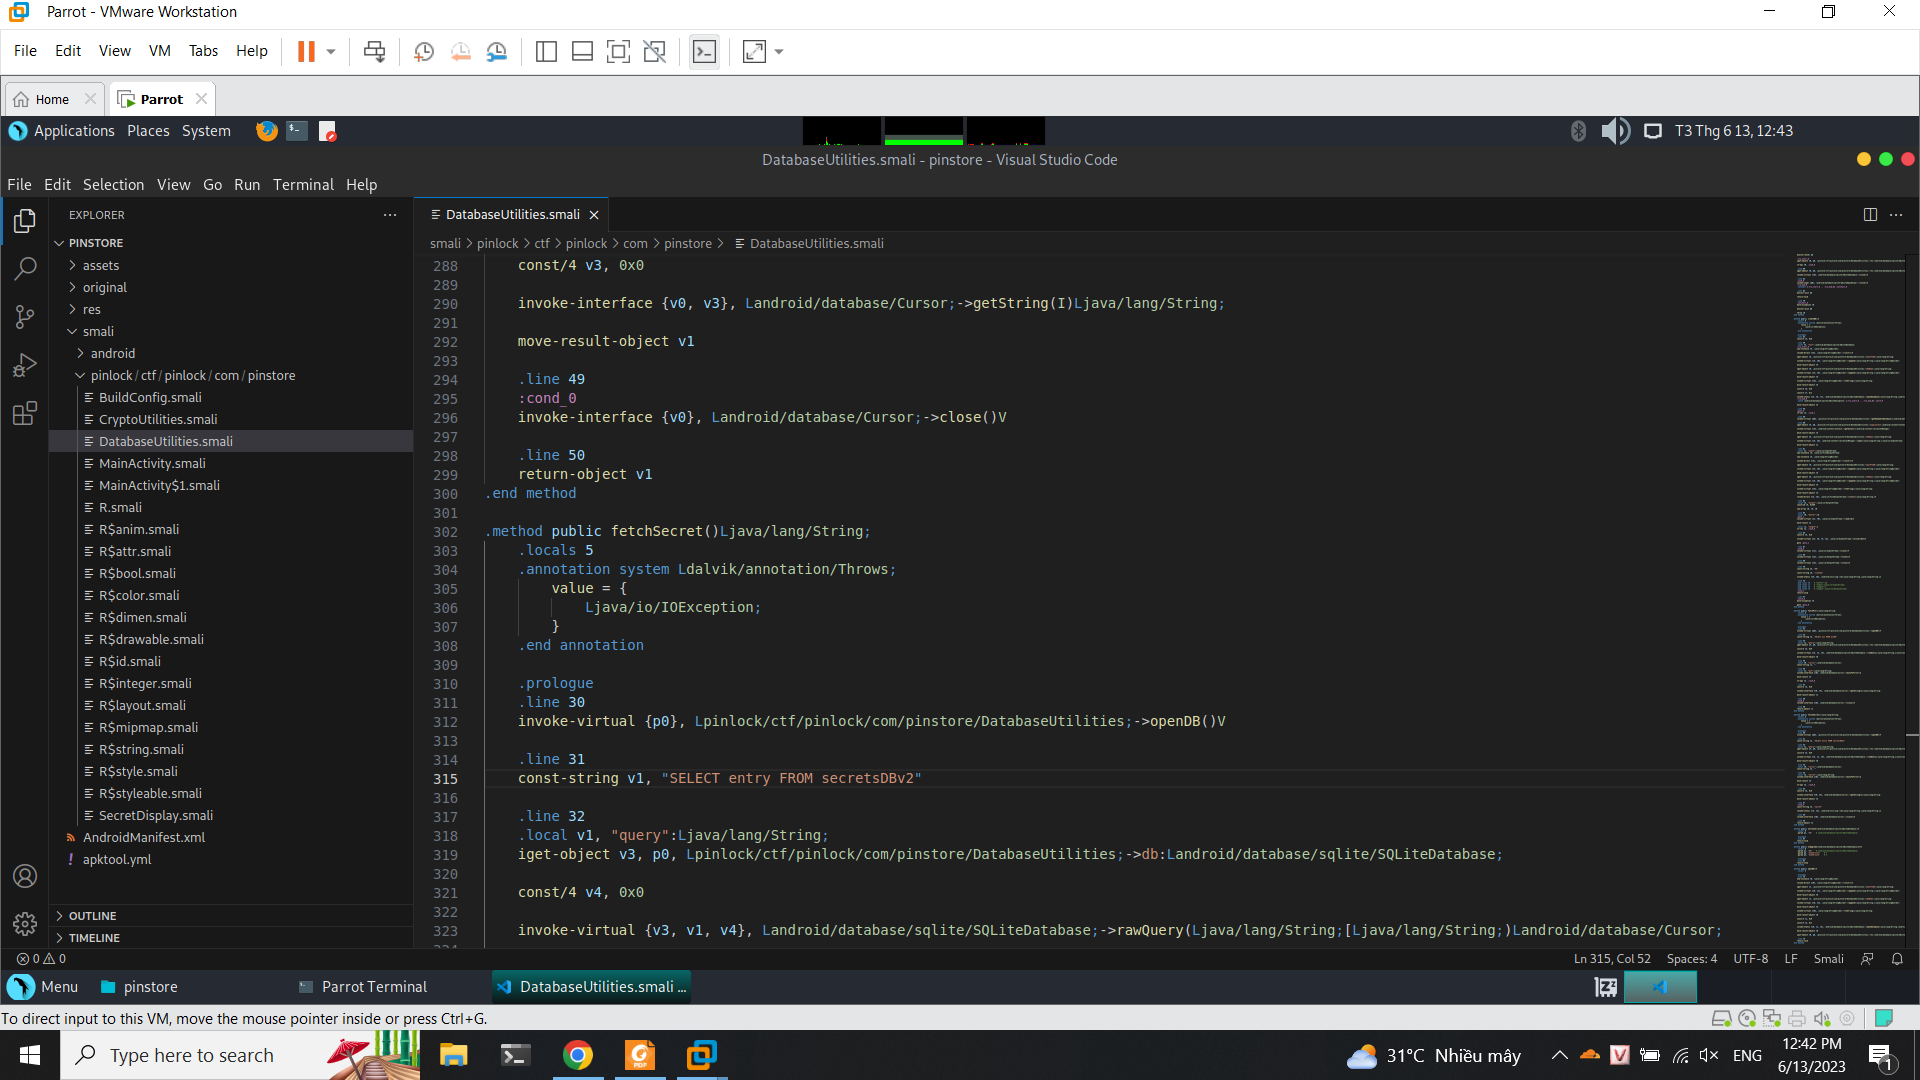 Parrot - VMware Workstation
File Edit View VM Tabs Help
Home
Parrot
Applications Places System
T3 Thg 6 13, 12:43
DatabaseUtilities.smali - pinstore - Visual Studio Code
File Edit Selection View Go Run Terminal Help
EXPLORER
PINSTORE
assets
original
res
smali
android
pinlock / ctf / pinlock / com / pinstore
BuildConfig.smali
CryptoUtilities.smali
DatabaseUtilities.smali
MainActivity.smali
MainActivity$1.smali
R.smali
R$anim.smali
R$attr.smali
R$bool.smali
R$color.smali
R$dimen.smali
R$drawable.smali
R$id.smali
R$integer.smali
R$layout.smali
R$mipmap.smali
R$string.smali
R$style.smali
R$styleable.smali
SecretDisplay.smali
AndroidManifest.xml
! apktool.yml
OUTLINE
TIMELINE
DatabaseUtilities.smali
smali > pinlock > ctf > pinlock > com > pinstore > DatabaseUtilities.smali
288 const/4 v3, 0x0
289
290 invoke-interface {v0, v3}, Landroid/database/Cursor;->getString(I)Ljava/lang/String;
291
292 move-result-object v1
293
294 .line 49
295 :cond_0
296 invoke-interface {v0}, Landroid/database/Cursor;->close()V
297
298 .line 50
299 return-object v1
300 .end method
301
302 .method public fetchSecret()Ljava/lang/String;
303 .locals 5
304 .annotation system Ldalvik/annotation/Throws;
305 value = {
306 Ljava/io/IOException;
307 }
308 .end annotation
309
310 .prologue
311 .line 30
312 invoke-virtual {p0}, Lpinlock/ctf/pinlock/com/pinstore/DatabaseUtilities;->openDB()V
313
314 .line 31
315 const-string v1, "SELECT entry FROM secretsDBv2"
316
317 .line 32
318 .local v1, "query":Ljava/lang/String;
319 iget-object v3, p0, Lpinlock/ctf/pinlock/com/pinstore/DatabaseUtilities;->db:Landroid/database/sqlite/SQLiteDatabase;
320
321 const/4 v4, 0x0
322
323 invoke-virtual {v3, v1, v4}, Landroid/database/sqlite/SQLiteDatabase;->rawQuery(Ljava/lang/String;[Ljava/lang/String;)Landroid/database/Cursor;
0 0
Ln 315, Col 52 Spaces: 4 UTF-8 LF Smali
Menu pinstore Parrot Terminal DatabaseUtilities.smali ...
To direct input to this VM, move the mouse pointer inside or press Ctrl+G.
Type here to search
31°C Nhiều mây
ENG
12:42 PM
6/13/2023
1